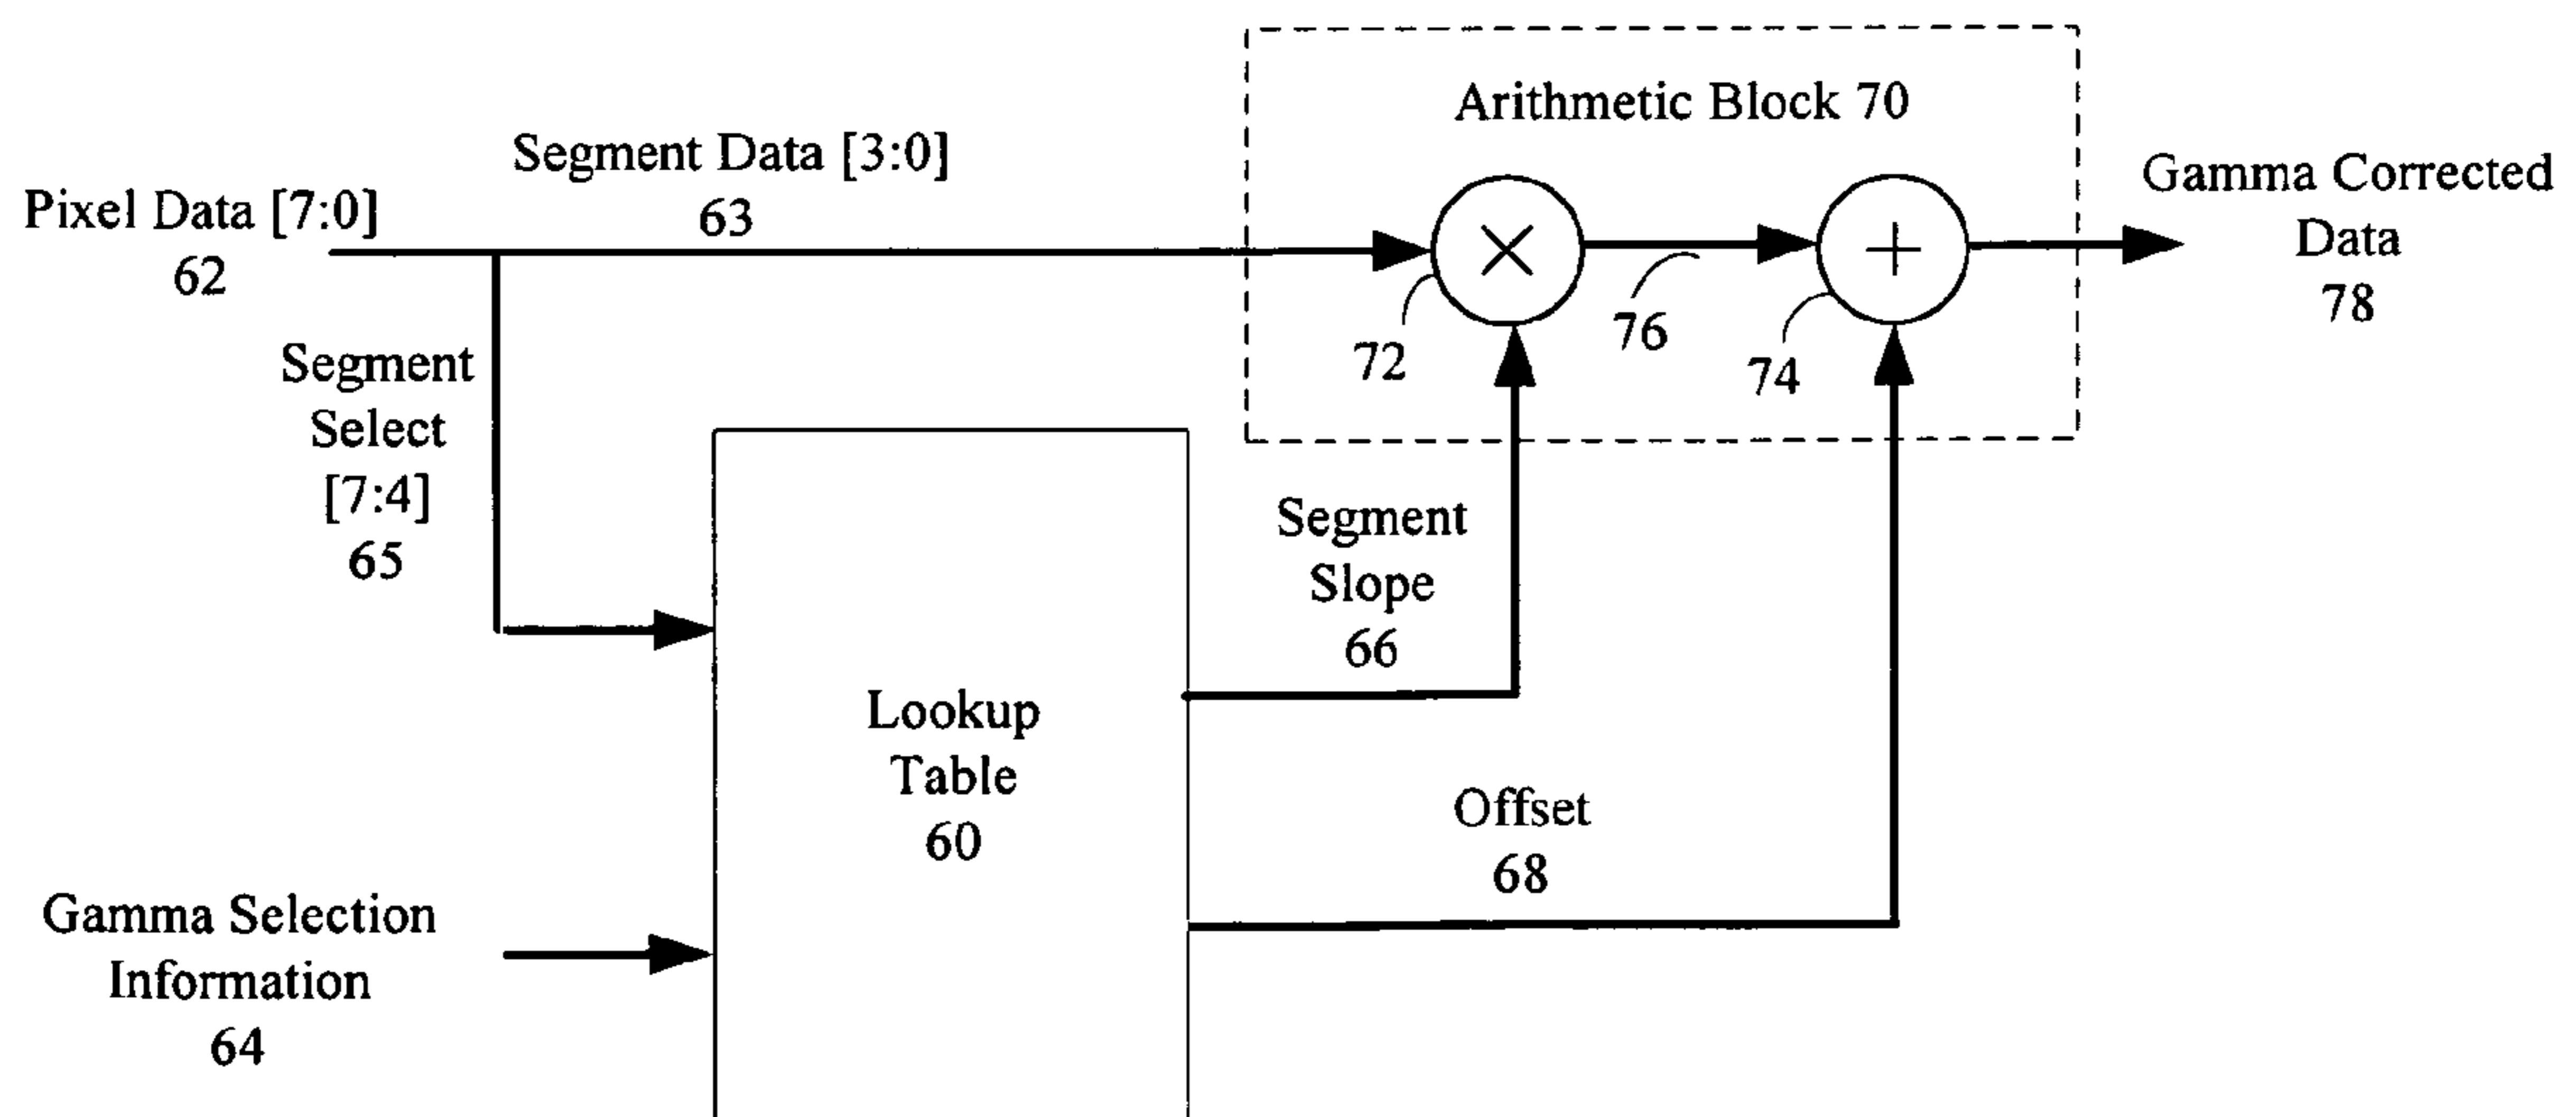 Arithmetic Block 70
Segment Data [3:0]
63
Pixel Data [7:0]
62
Gamma Corrected
Data
78
72
76
74
Segment
Select
[7:4]
65
Segment
Slope
66
Lookup
Table
60
Offset
68
Gamma Selection
Information
64